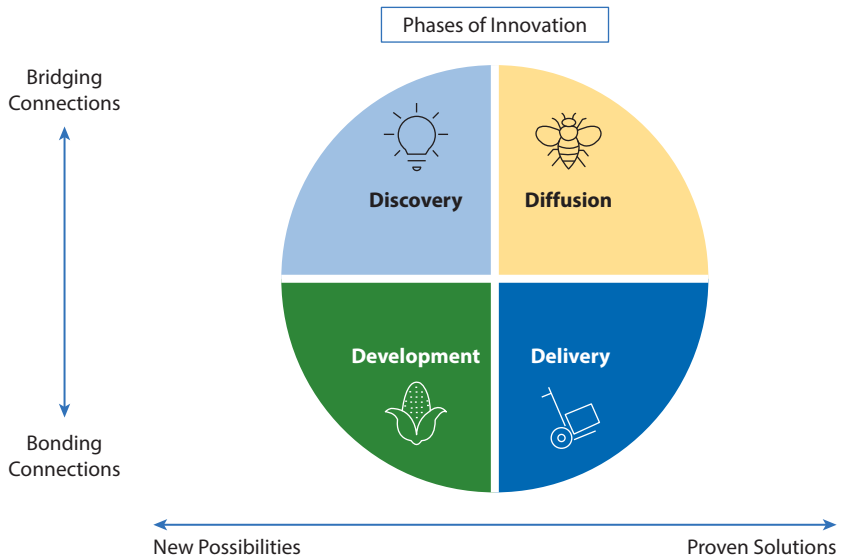 Phases of Innovation
Bridging
Connections
Discovery
Diffusion
Development
Delivery
Bonding
Connections
New Possibilities
Proven Solutions